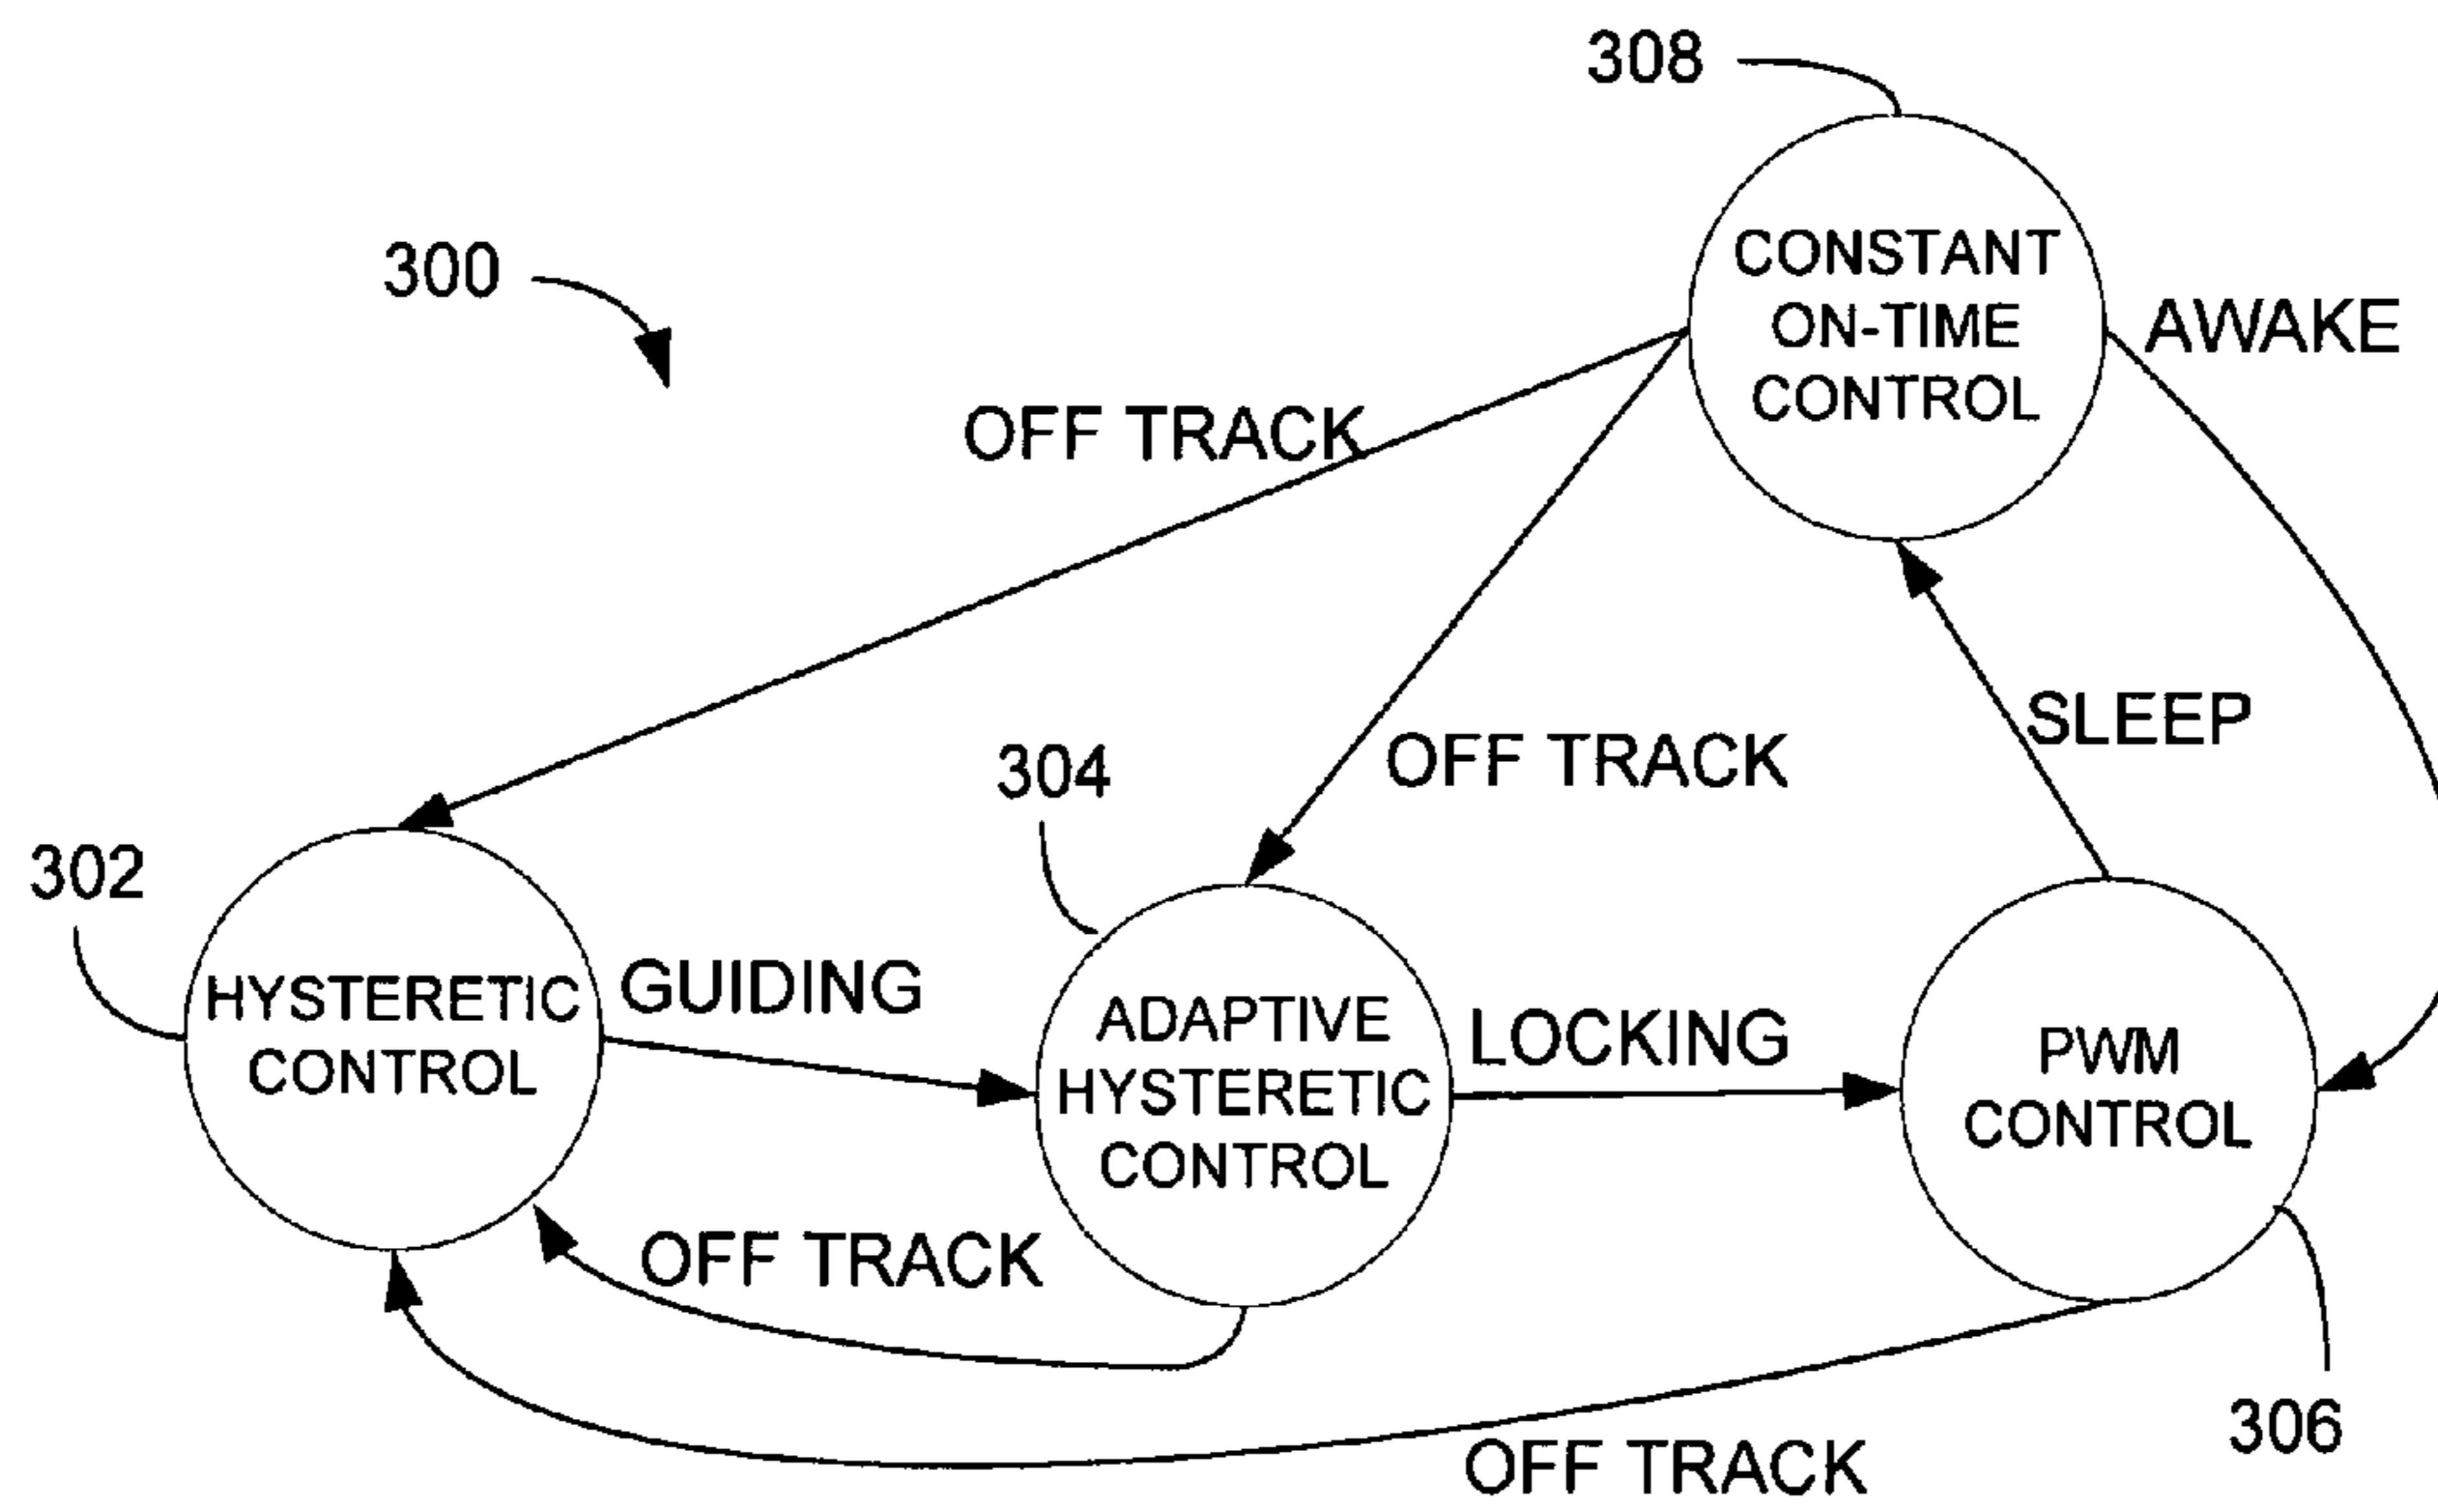 308
300
CONSTANT
ON-TIME
CONTROL
AWAKE
OFF TRACK
SLEEP
OFF TRACK
304
302
HYSTERETIC
CONTROL
GUIDING
ADAPTIVE
HYSTERETIC
CONTROL
LOCKING
PWM
CONTROL
OFF TRACK
306
OFF TRACK